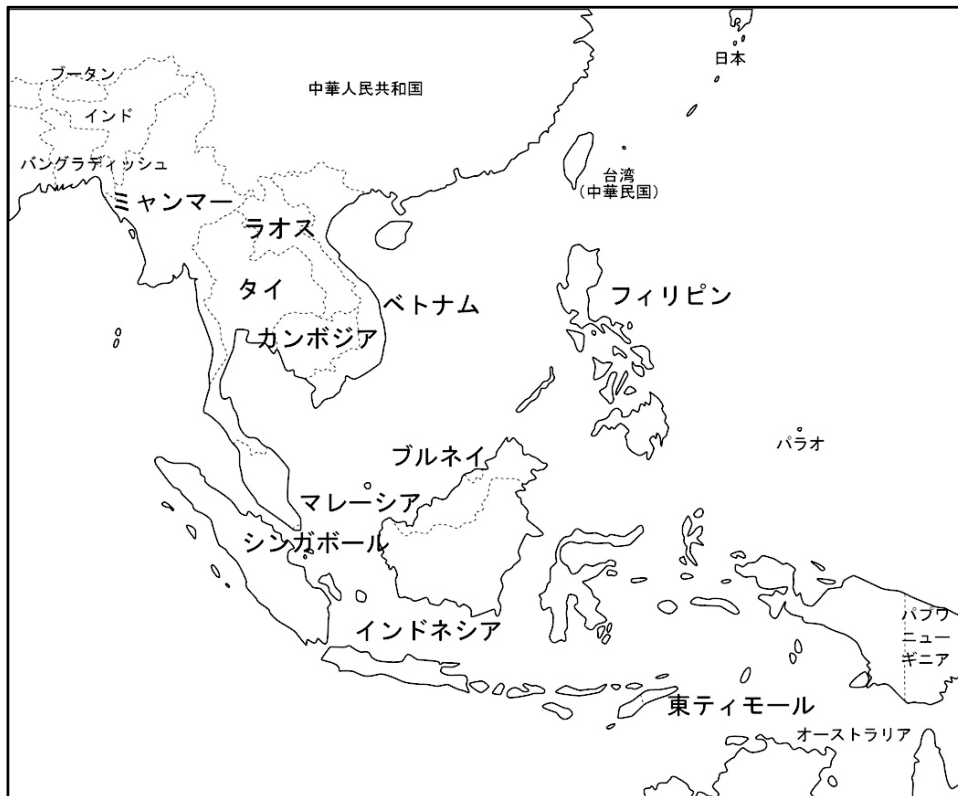 日本
ブータン
中華人民共和国
インド
バングラディッシュ
台湾
(中華民国)
ミャンマー
ラオス
タイ
ベトナム
フィリピン
カンボジア
パラオ
ブルネイ
マレーシア
シンガポール
インドネシア
パプワ
ニュー
ギニア
東ティモール
オーストラリア